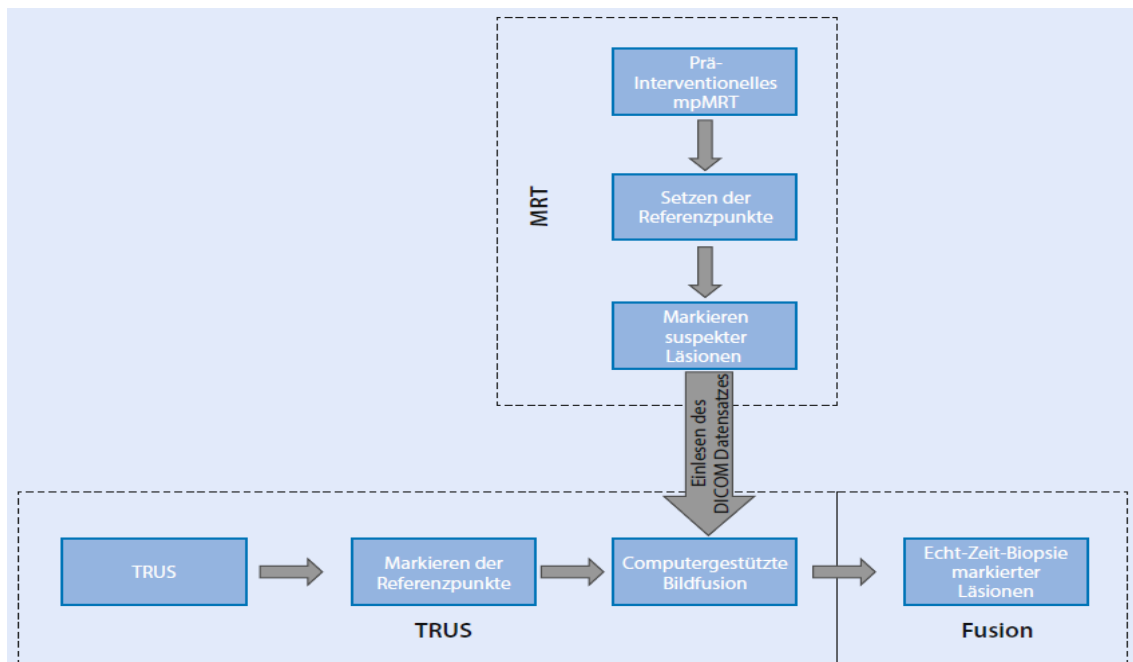 Prä-
Interventionelles
mpMRT
Setzen der
Referenzpunkte
MRT
Markieren
suspekter
Läsionen
Einlesen des
DICOM Datensatzes
TRUS
Markieren der
Referenzpunkte
Computergestützte
Bildfusion
Echt-Zeit-Biopsie
markierter
Läsionen
TRUS
Fusion